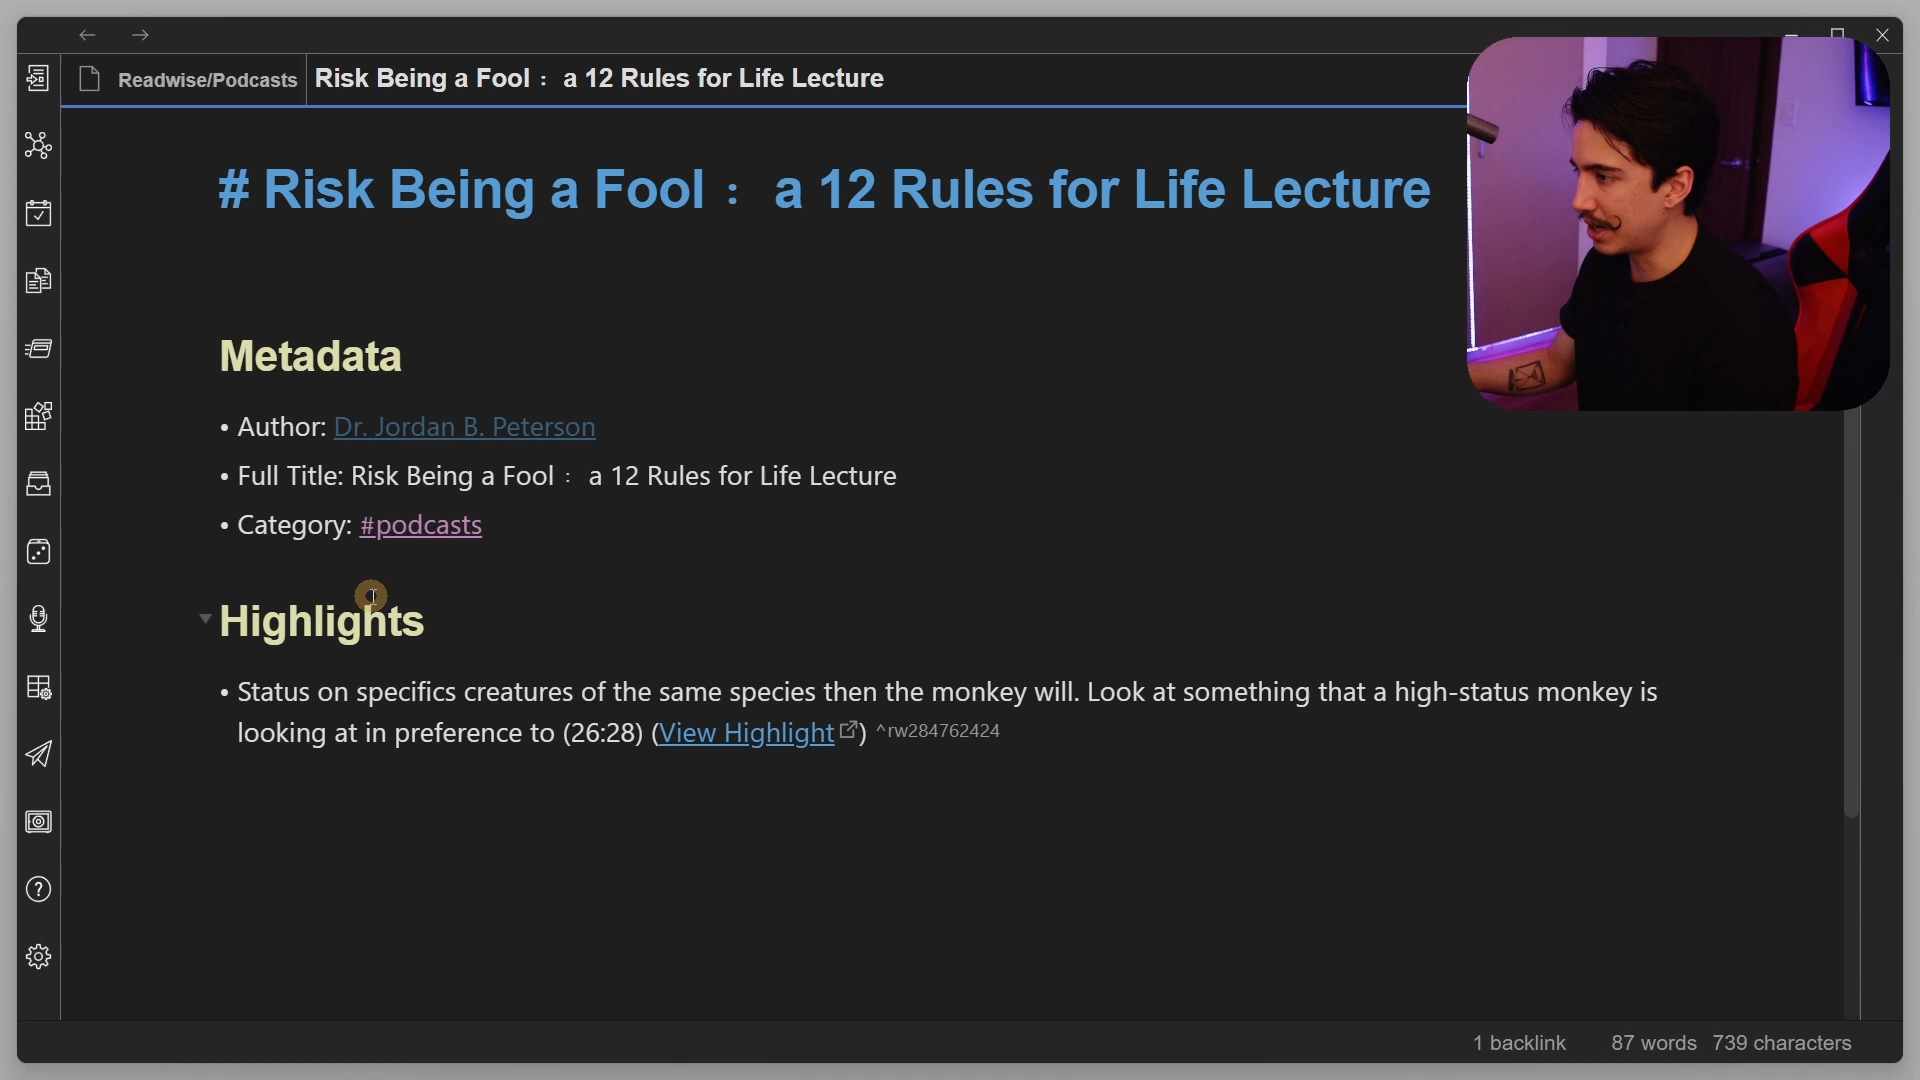 Readwise/Podcasts
Risk Being a Fool : a 12 Rules for Life Lecture
# Risk Being a Fool : a 12 Rules for Life Lecture
Metadata
• Author: Dr. Jordan B. Peterson
• Full Title: Risk Being a Fool : a 12 Rules for Life Lecture
• Category: #podcasts
Highlights
• Status on specifics creatures of the same species then the monkey will. Look at something that a high-status monkey is
looking at in preference to (26:28) (View Highlight) ^rw284762424
1 backlink 87 words 739 characters